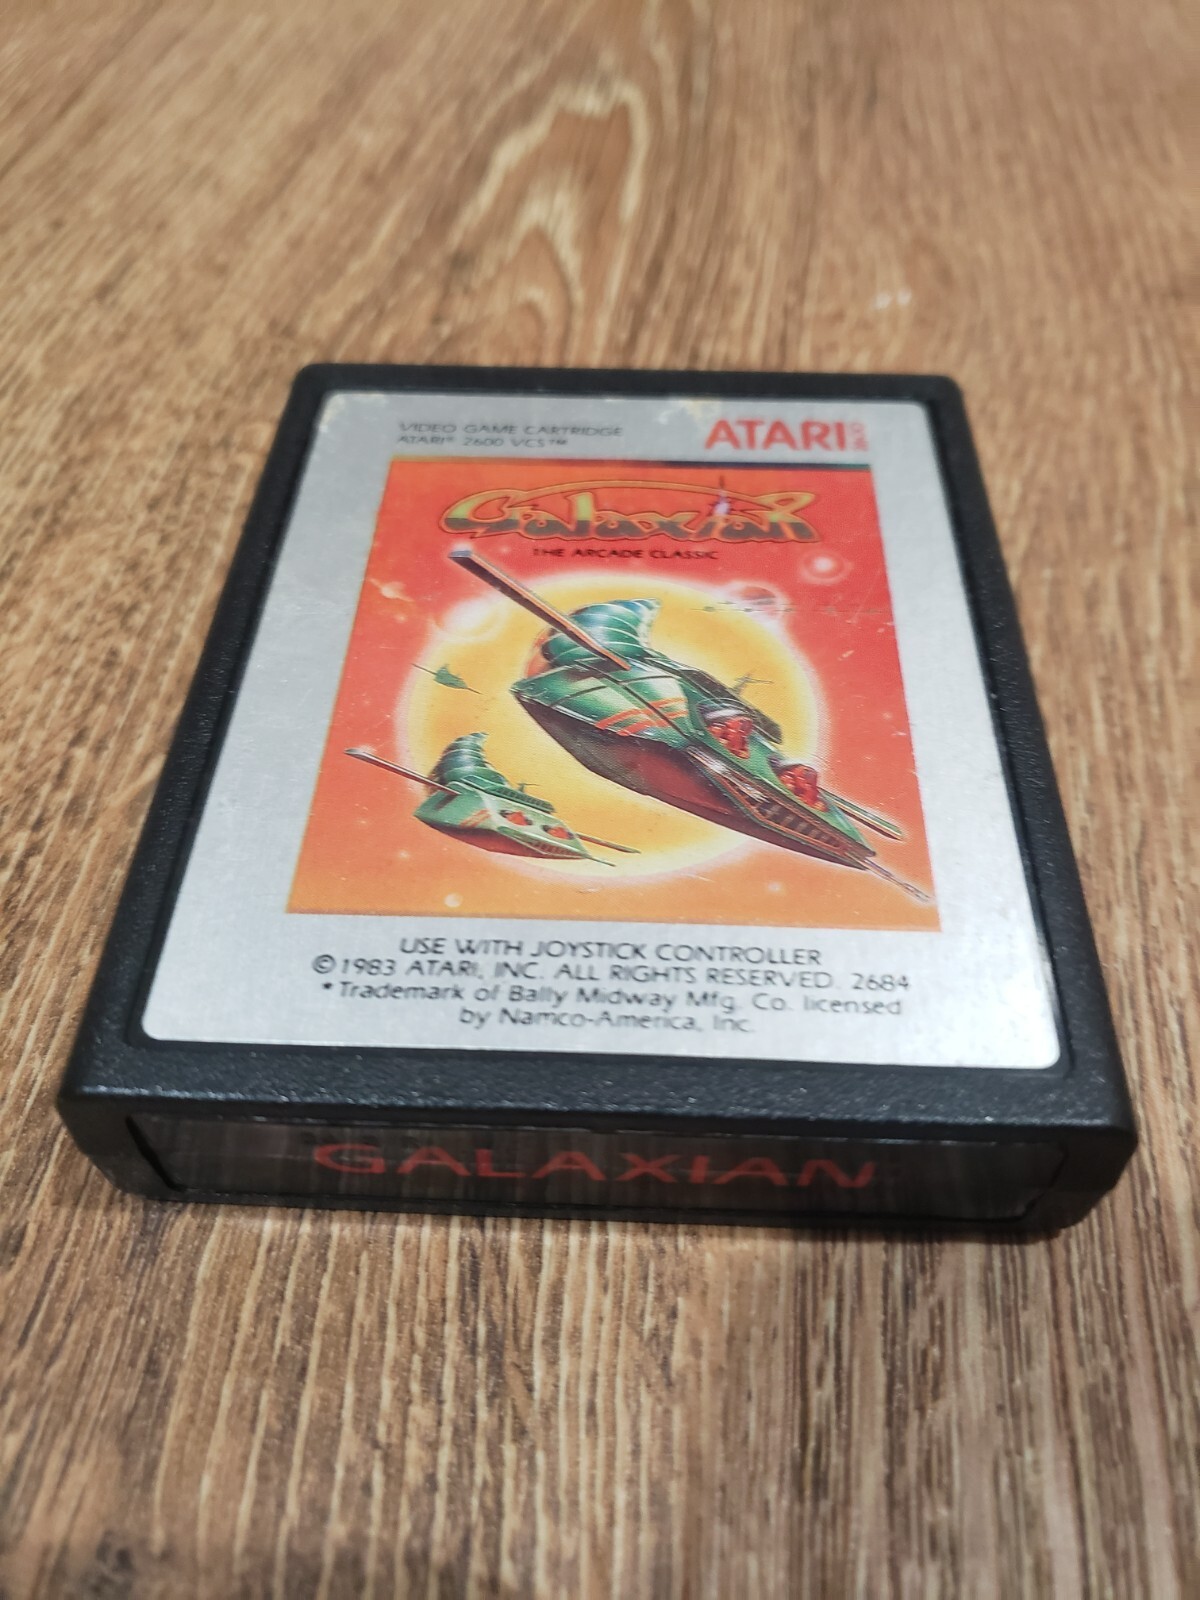 VIDEO GAME CARTRIDGE
ATARI® 2600 VCS™
ATARI
Galaxian
THE ARCADE CLASSIC
USE WITH JOYSTICK CONTROLLER
©1983 ATARI, INC. ALL RIGHTS RESERVED. 2684
*Trademark of Bally Midway Mfg. Co. licensed
by Namco-America, Inc.
GALAXIAN